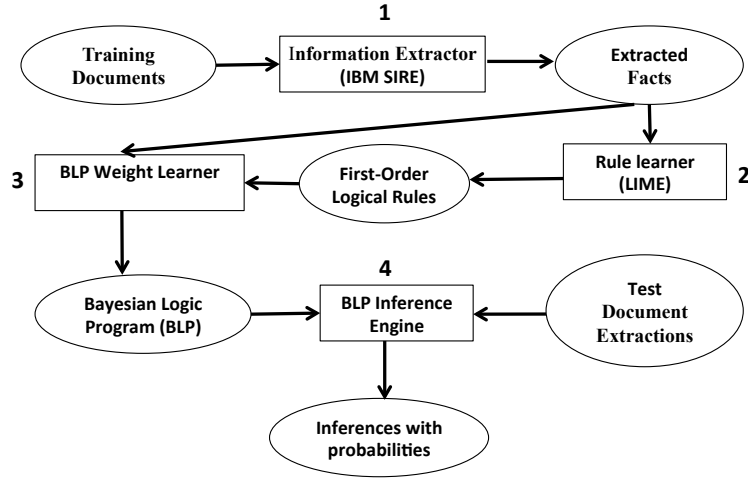 1
Training
Documents
Information Extractor
(IBM SIRE)
Extracted
Facts
3
BLP Weight Learner
First-Order
Logical Rules
Rule learner
(LIME)
2
4
Bayesian Logic
Program (BLP)
BLP Inference
Engine
Test
Document
Extractions
Inferences with
probabilities